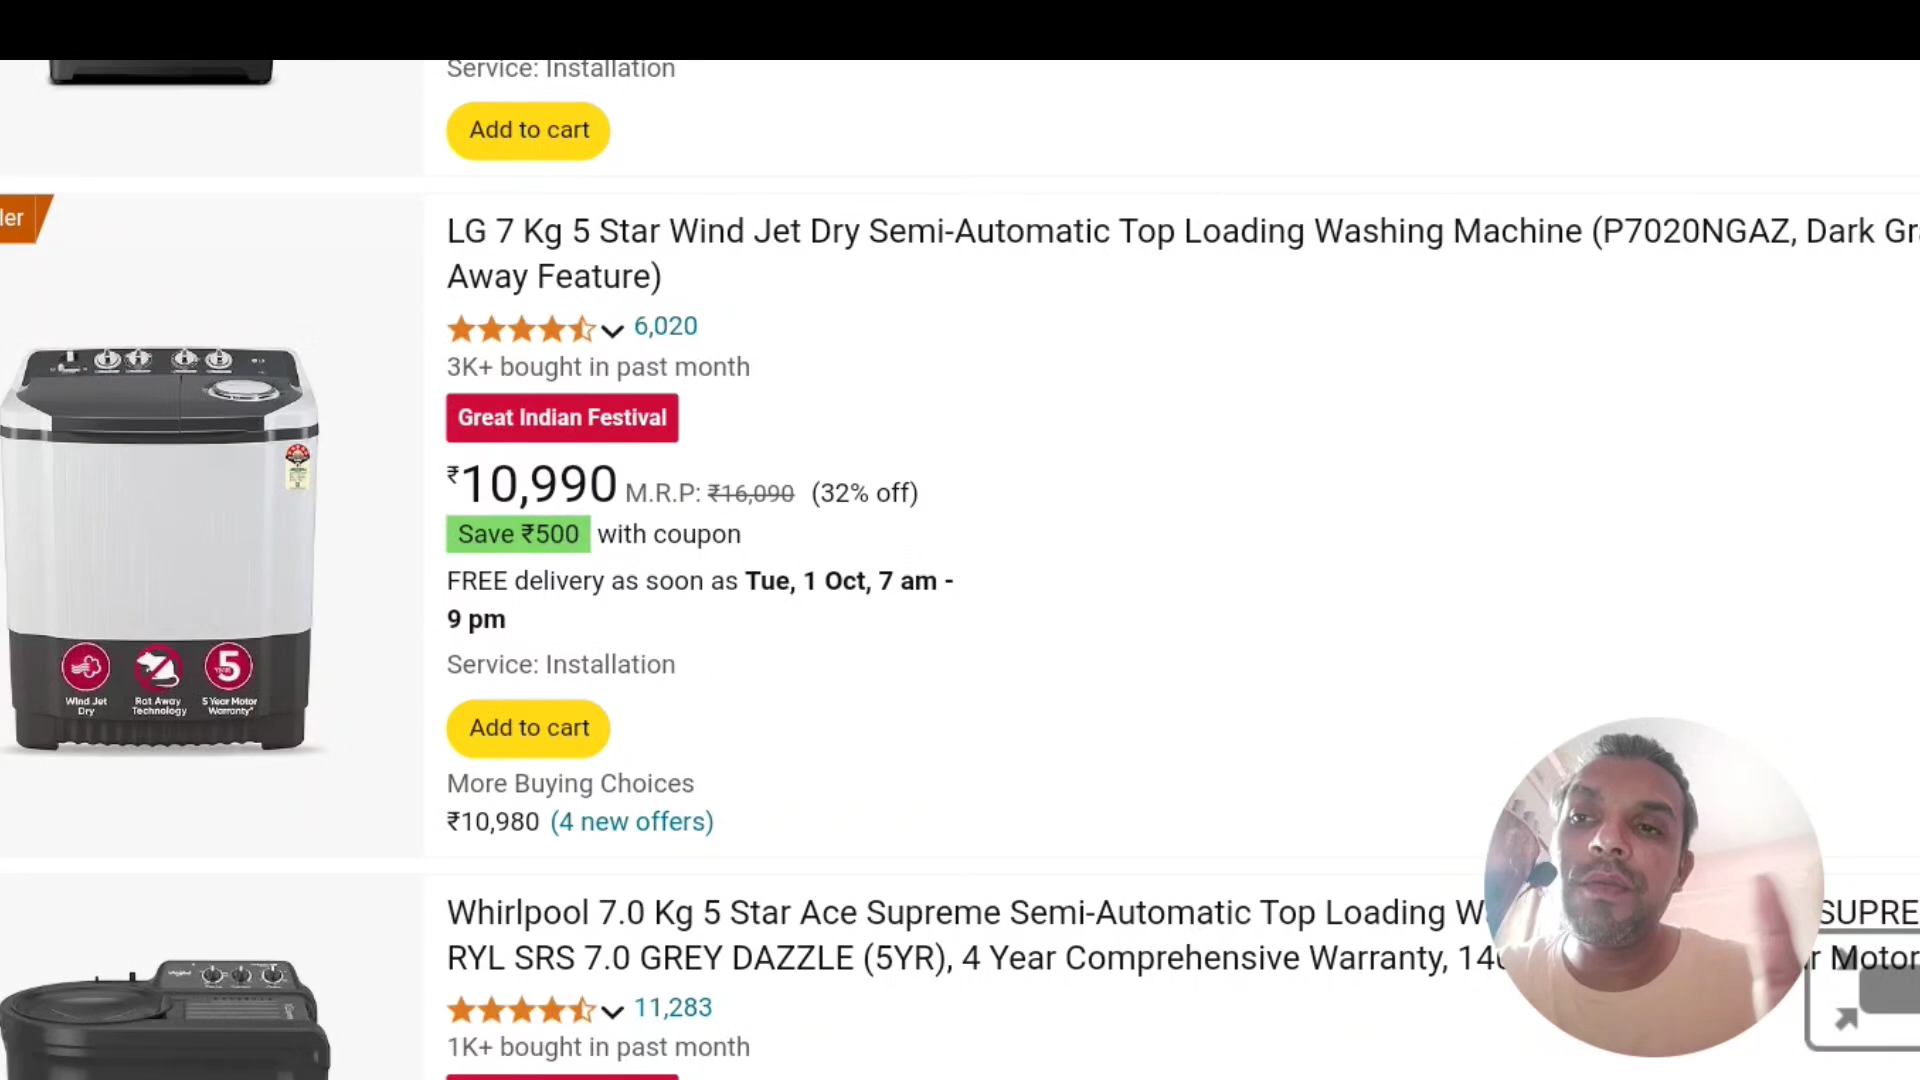 Service: Installation
Add to cart
ler
LG 7 Kg 5 Star Wind Jet Dry Semi-Automatic Top Loading Washing Machine (P7020NGAZ, Dark Gr
Away Feature)
6,020
3K+ bought in past month
Great Indian Festival
₹10,990 M.R.P: ₹16,090 (32% off)
Save ₹500 with coupon
FREE delivery as soon as Tue, 1 Oct, 7 am -
9 pm
Service: Installation
Wind Jet Dry
Rat Away Technology
5 Year Motor Warranty*
5
Add to cart
More Buying Choices
₹10,980 (4 new offers)
Whirlpool 7.0 Kg 5 Star Ace Supreme Semi-Automatic Top Loading W SUPRE
RYL SRS 7.0 GREY DAZZLE (5YR), 4 Year Comprehensive Warranty, 14 r Motor
11,283
1K+ bought in past month